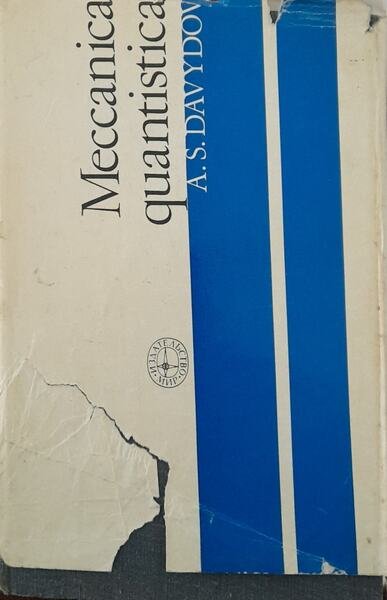 Meccanica
quantistica
A. S. DAVYDOV
ИЗДАТЕЛЬСТВО
• МИР •